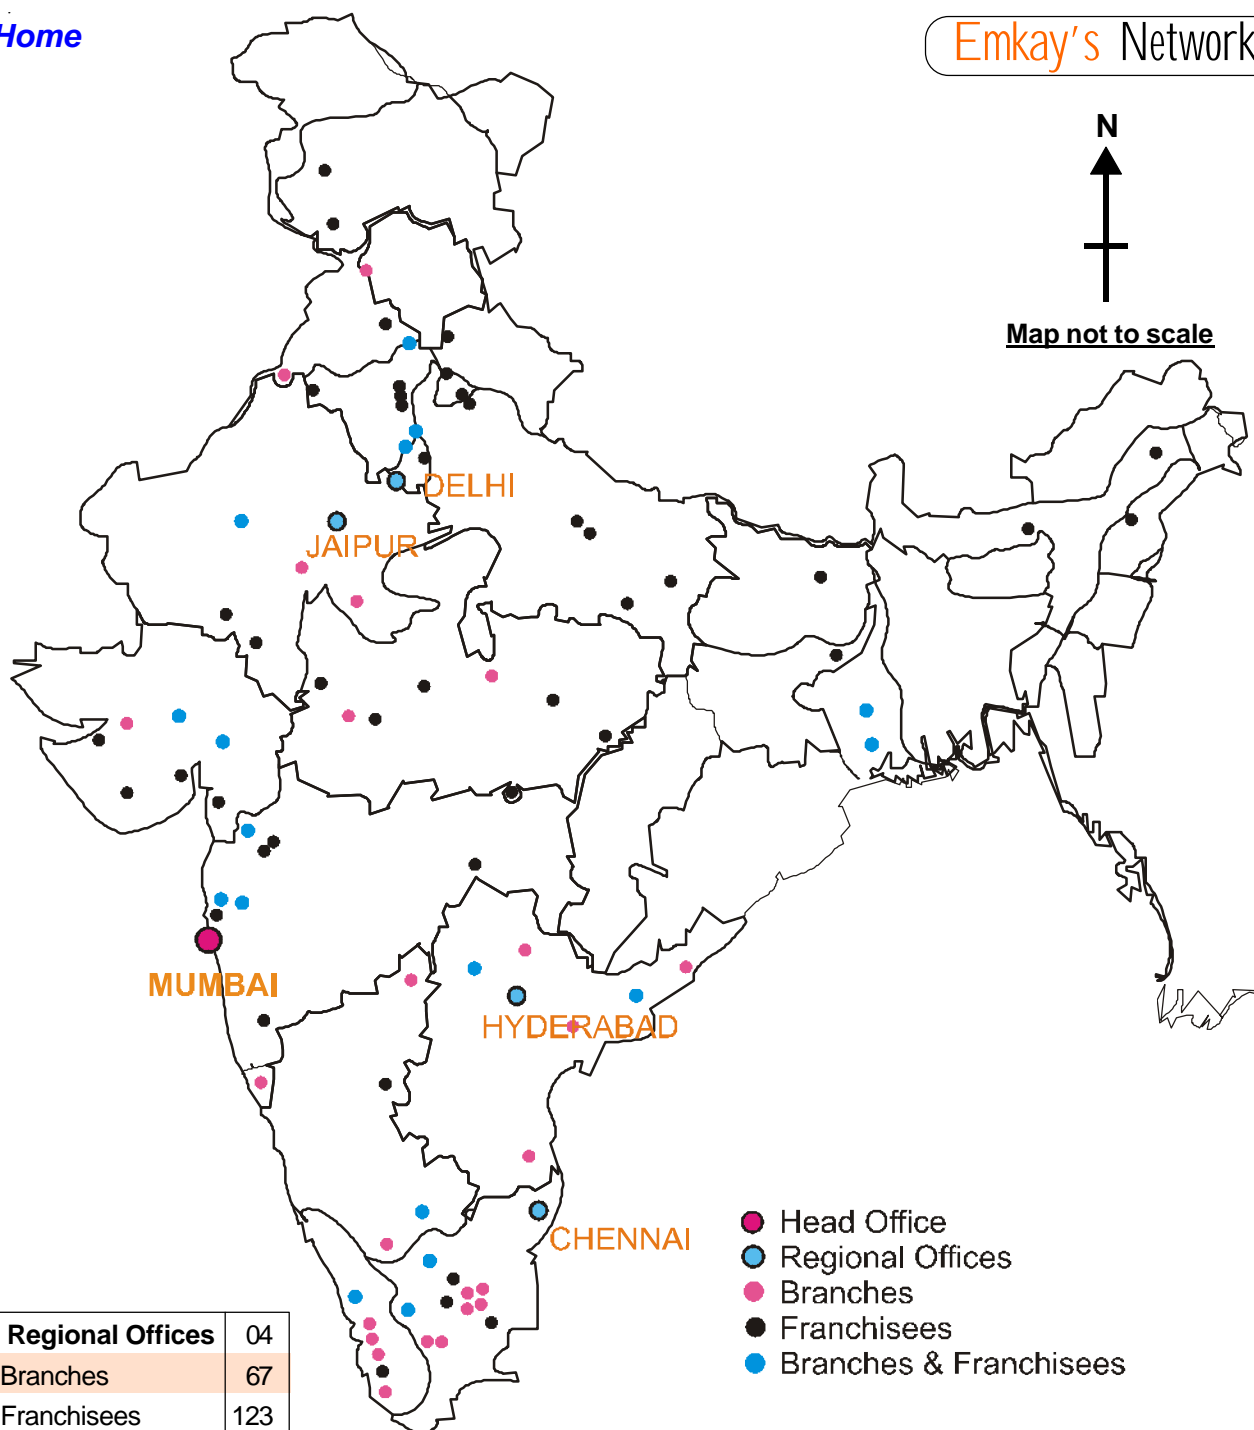 Home
Emkay's Network
N
Map not to scale
DELHI
JAIPUR
MUMBAI
HYDERABAD
CHENNAI
Head Office
Regional Offices
Branches
Franchisees
Branches & Franchisees
Regional Offices 04
Branches 67
Franchisees 123